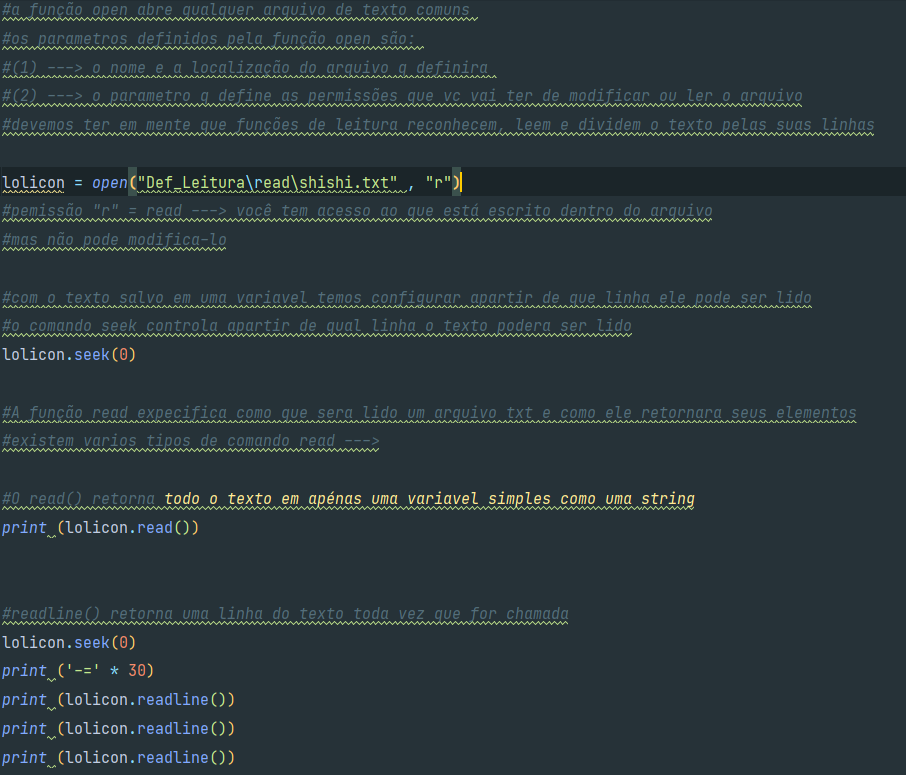 #a função open abre qualquer arquivo de texto comuns
#os parametros definidos pela função open são:
#(1) ---> o nome e a localização do arquivo q definira
#(2) ---> o parametro q define as permissões que vc vai ter de modificar ou ler o arquivo
#devemos ter em mente que funções de leitura reconhecem, leem e dividem o texto pelas suas linhas
lolicon = open("Def_Leitura\read\shishi.txt" , "r")
#pemissão "r" = read ---> você tem acesso ao que está escrito dentro do arquivo
#mas não pode modifica-lo
#com o texto salvo em uma variavel temos configurar apartir de que linha ele pode ser lido
#o comando seek controla apartir de qual linha o texto podera ser lido
lolicon.seek(0)
#A função read expecifica como que sera lido um arquivo txt e como ele retornara seus elementos
#existem varios tipos de comando read --->
#O read() retorna todo o texto em apénas uma variavel simples como uma string
print (lolicon.read())
#readline() retorna uma linha do texto toda vez que for chamada
lolicon.seek(0)
print ('-=' * 30)
print (lolicon.readline())
print (lolicon.readline())
print (lolicon.readline())